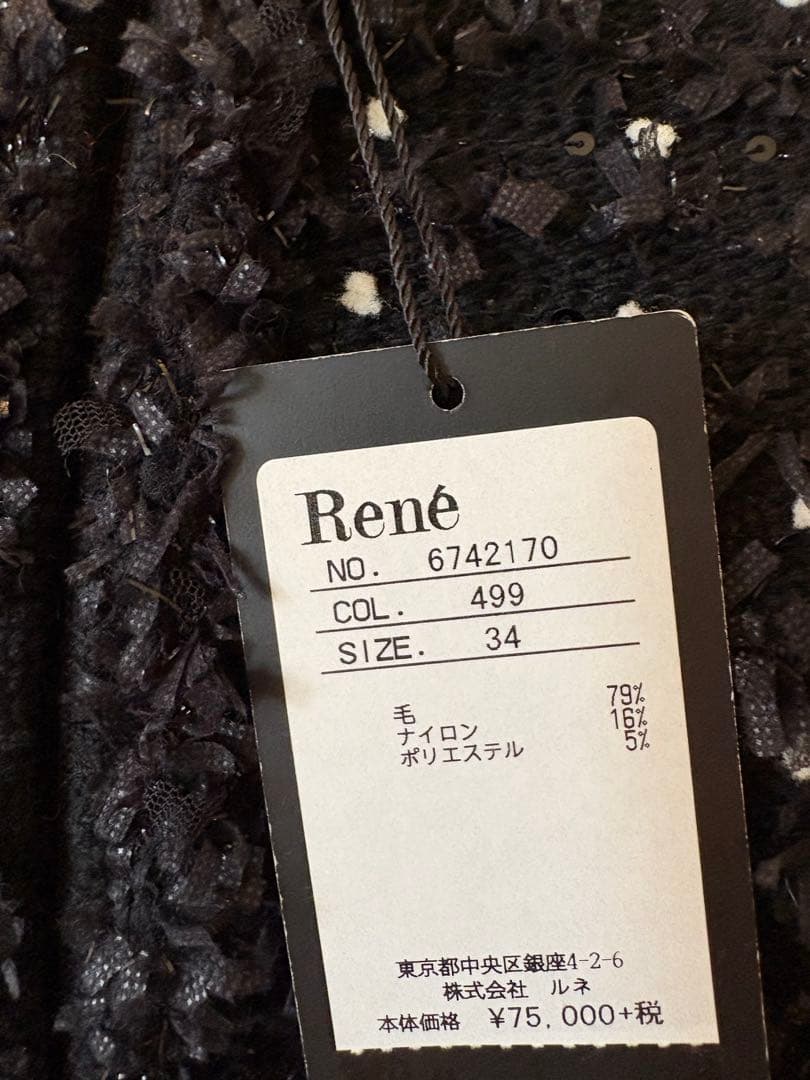 René
NO. 6742170
COL. 499
SIZE. 34
毛 79%
ナイロン 16%
ポリエステル 5%
東京都中央区銀座4-2-6
株式会社 ルネ
本体価格 ¥75,000+税